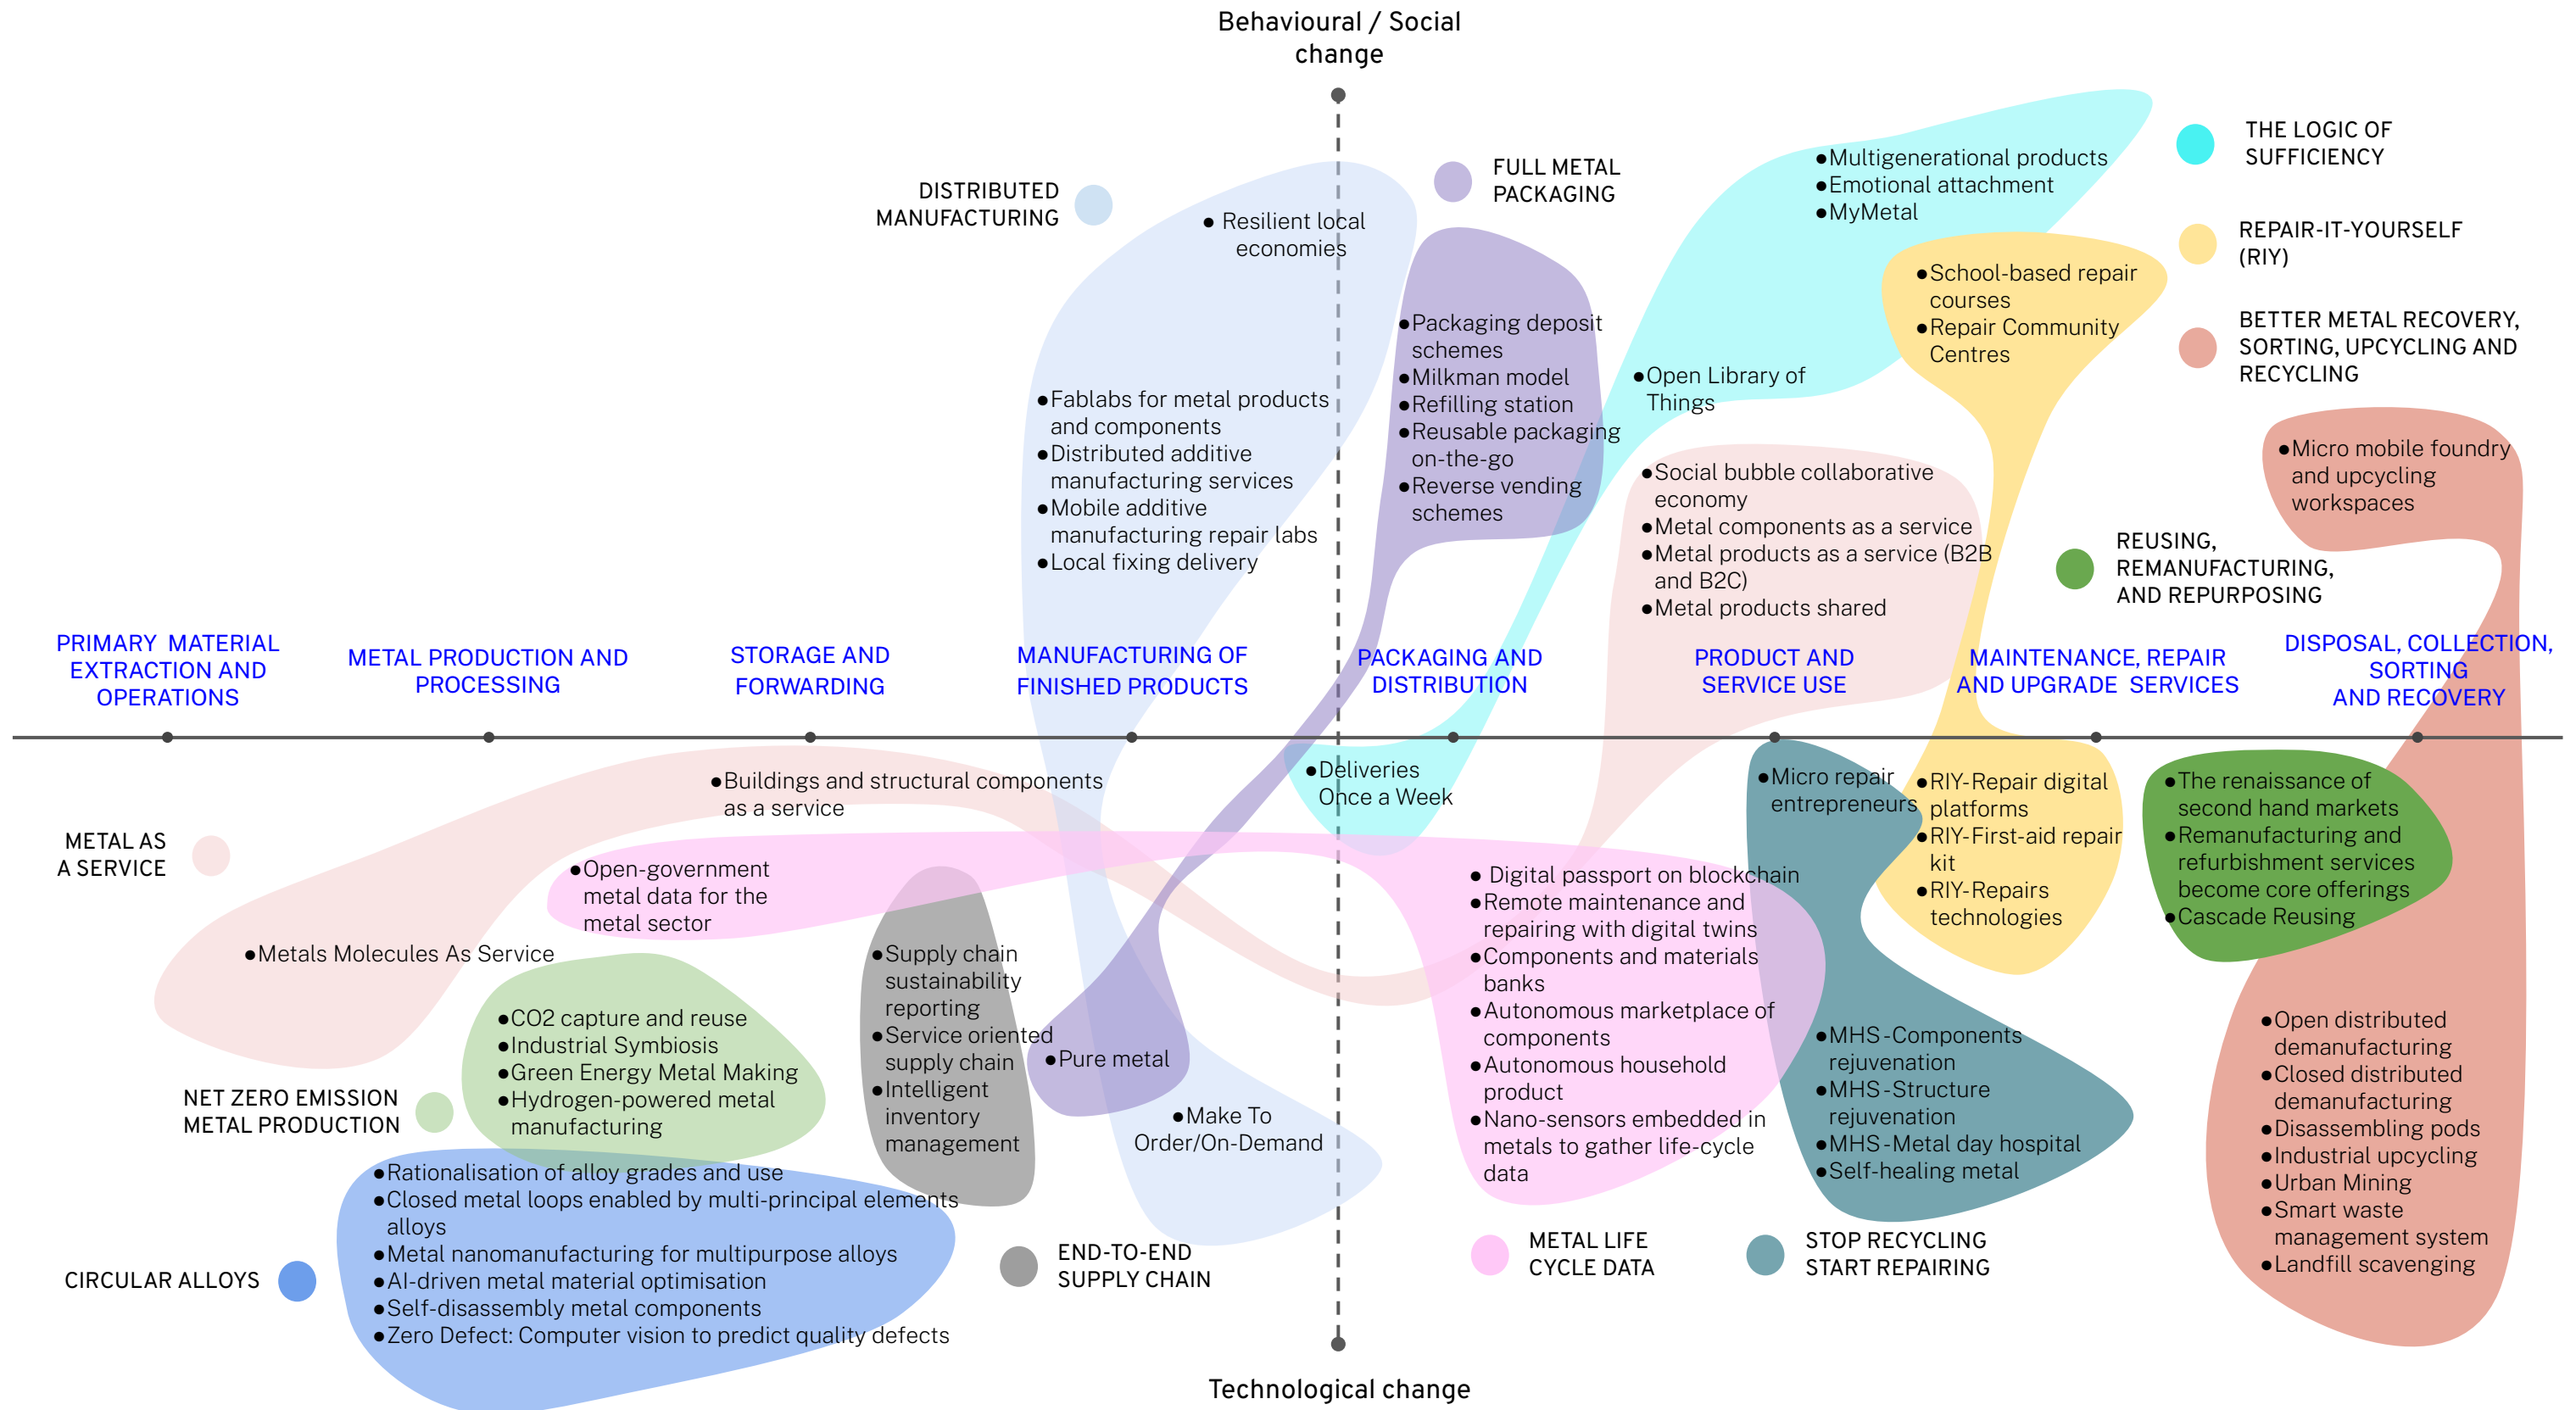 Behavioural / Social
change
THE LOGIC OF
SUFFICIENCY
●Multigenerational products
●Emotional attachment
●MyMetal
FULL METAL
PACKAGING
DISTRIBUTED
MANUFACTURING
● Resilient local
economies
REPAIR-IT-YOURSELF
(RIY)
●School-based repair
courses
●Repair Community
Centres
BETTER METAL RECOVERY,
SORTING, UPCYCLING AND
RECYCLING
●Packaging deposit
schemes
●Milkman model
●Refilling station
●Reusable packaging
on-the-go
●Reverse vending
schemes
●Open Library of
Things
●Fablabs for metal products
and components
●Distributed additive
manufacturing services
●Mobile additive
manufacturing repair labs
●Local fixing delivery
●Social bubble collaborative
economy
●Metal components as a service
●Metal products as a service (B2B
and B2C)
●Metal products shared
●Micro mobile foundry
and upcycling
workspaces
REUSING,
REMANUFACTURING,
AND REPURPOSING
PRIMARY MATERIAL
EXTRACTION AND
OPERATIONS
METAL PRODUCTION AND
PROCESSING
STORAGE AND
FORWARDING
MANUFACTURING OF
FINISHED PRODUCTS
PACKAGING AND
DISTRIBUTION
PRODUCT AND
SERVICE USE
MAINTENANCE, REPAIR
AND UPGRADE SERVICES
DISPOSAL, COLLECTION,
SORTING
AND RECOVERY
●Buildings and structural components
as a service
●Deliveries
Once a Week
●Micro repair
entrepreneurs
●RIY-Repair digital
platforms
●RIY-First-aid repair
kit
●RIY-Repairs
technologies
●The renaissance of
second hand markets
●Remanufacturing and
refurbishment services
become core offerings
●Cascade Reusing
METAL AS
A SERVICE
●Open-government
metal data for the
metal sector
●Metals Molecules As Service
●Supply chain
sustainability
reporting
●Service oriented
supply chain
●Intelligent
inventory
management
● Digital passport on blockchain
●Remote maintenance and
repairing with digital twins
●Components and materials
banks
●Autonomous marketplace of
components
●Autonomous household
product
●Nano-sensors embedded in
metals to gather life-cycle
data
●CO2 capture and reuse
●Industrial Symbiosis
●Green Energy Metal Making
●Hydrogen-powered metal
manufacturing
NET ZERO EMISSION
METAL PRODUCTION
●Pure metal
●Make To
Order/On-Demand
●MHS-Components
rejuvenation
●MHS-Structure
rejuvenation
●MHS-Metal day hospital
●Self-healing metal
●Open distributed
demanufacturing
●Closed distributed
demanufacturing
●Disassembling pods
●Industrial upcycling
●Urban Mining
●Smart waste
management system
●Landfill scavenging
●Rationalisation of alloy grades and use
●Closed metal loops enabled by multi-principal elements
alloys
●Metal nanomanufacturing for multipurpose alloys
●AI-driven metal material optimisation
●Self-disassembly metal components
●Zero Defect: Computer vision to predict quality defects
CIRCULAR ALLOYS
END-TO-END
SUPPLY CHAIN
METAL LIFE
CYCLE DATA
STOP RECYCLING
START REPAIRING
Technological change